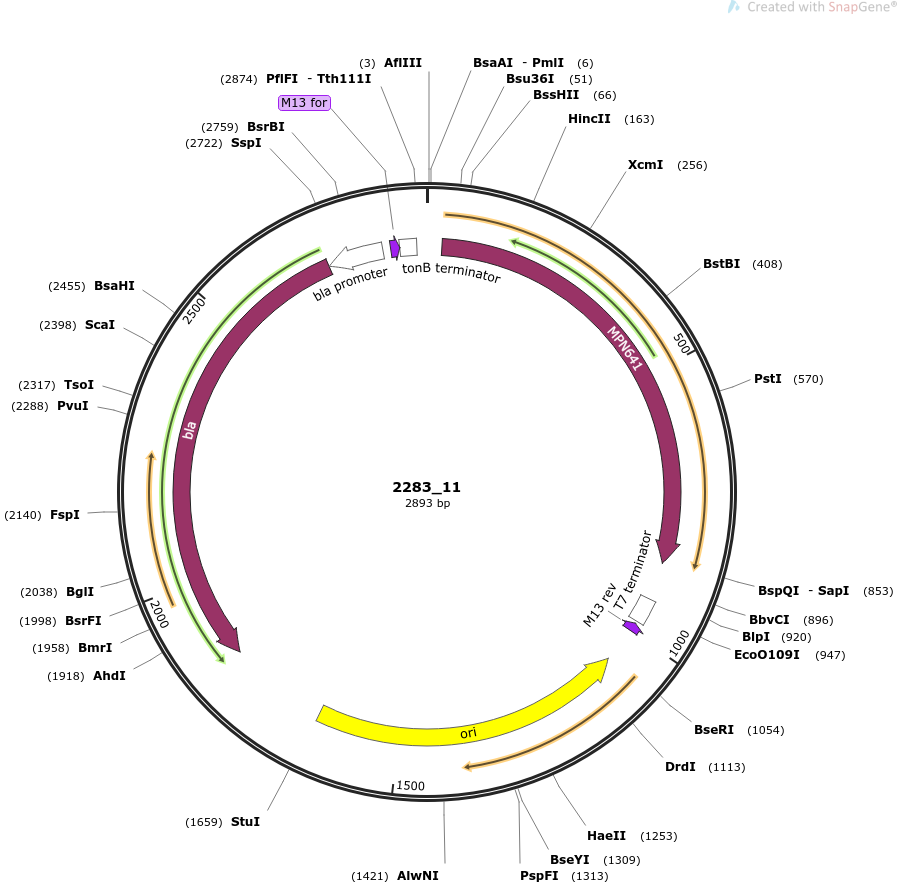 Created with SnapGene®
(3) AflIII
BsaAI - PmlI (6)
(2874) PflFI - Tth111I
Bsu36I (51)
M13 for
BssHII (66)
(2759) BsrBI
HincII (163)
(2722) SspI
XcmI (256)
bla promoter
tonB terminator
BstBI (408)
(2455) BsaHI
2500
(2398) ScaI
500
MPN641
(2317) TsoI
PstI (570)
(2288) PvuI
bla
2283_11
2893 bp
(2140) FspI
T7 terminator
M13 rev
(2038) BglI
BspQI - SapI (853)
2000
(1998) BsrFI
BbvCI (896)
BlpI (920)
(1958) BmrI
1000
EcoO109I (947)
(1918) AhdI
ori
BseRI (1054)
DrdI (1113)
1500
(1659) StuI
HaeII (1253)
BseYI (1309)
(1421) AlwNI
PspFI (1313)